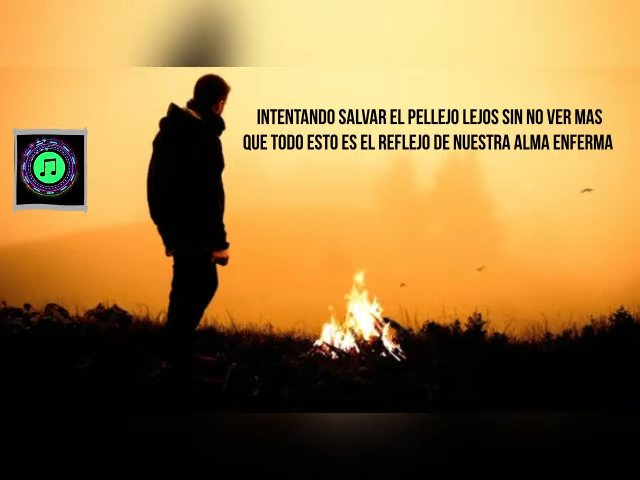 INTENTANDO SALVAR EL PELLEJO LEJOS SIN NO VER MAS
QUE TODO ESTO ES EL REFLEJO DE NUESTRA ALMA ENFERMA